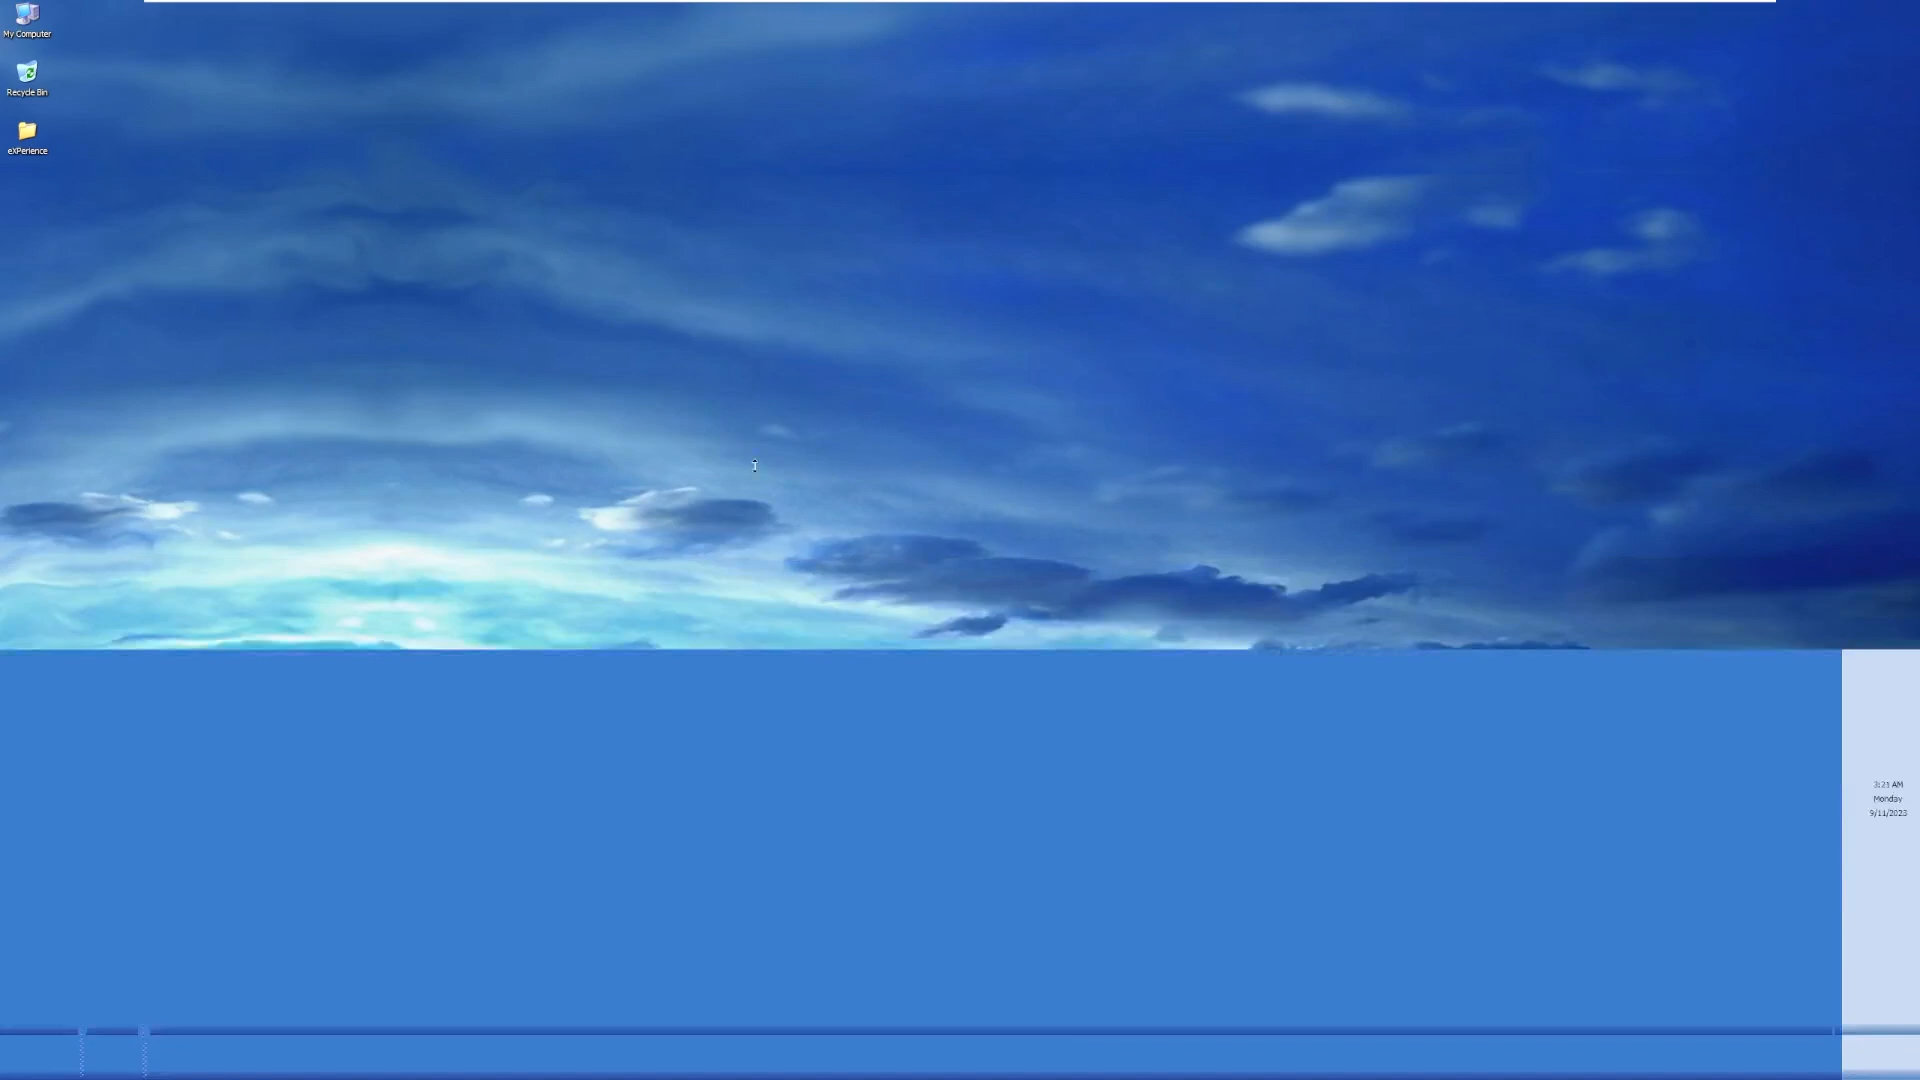 My Computer
Recycle Bin
eXPerience
3:21 AM
Monday
9/11/2023